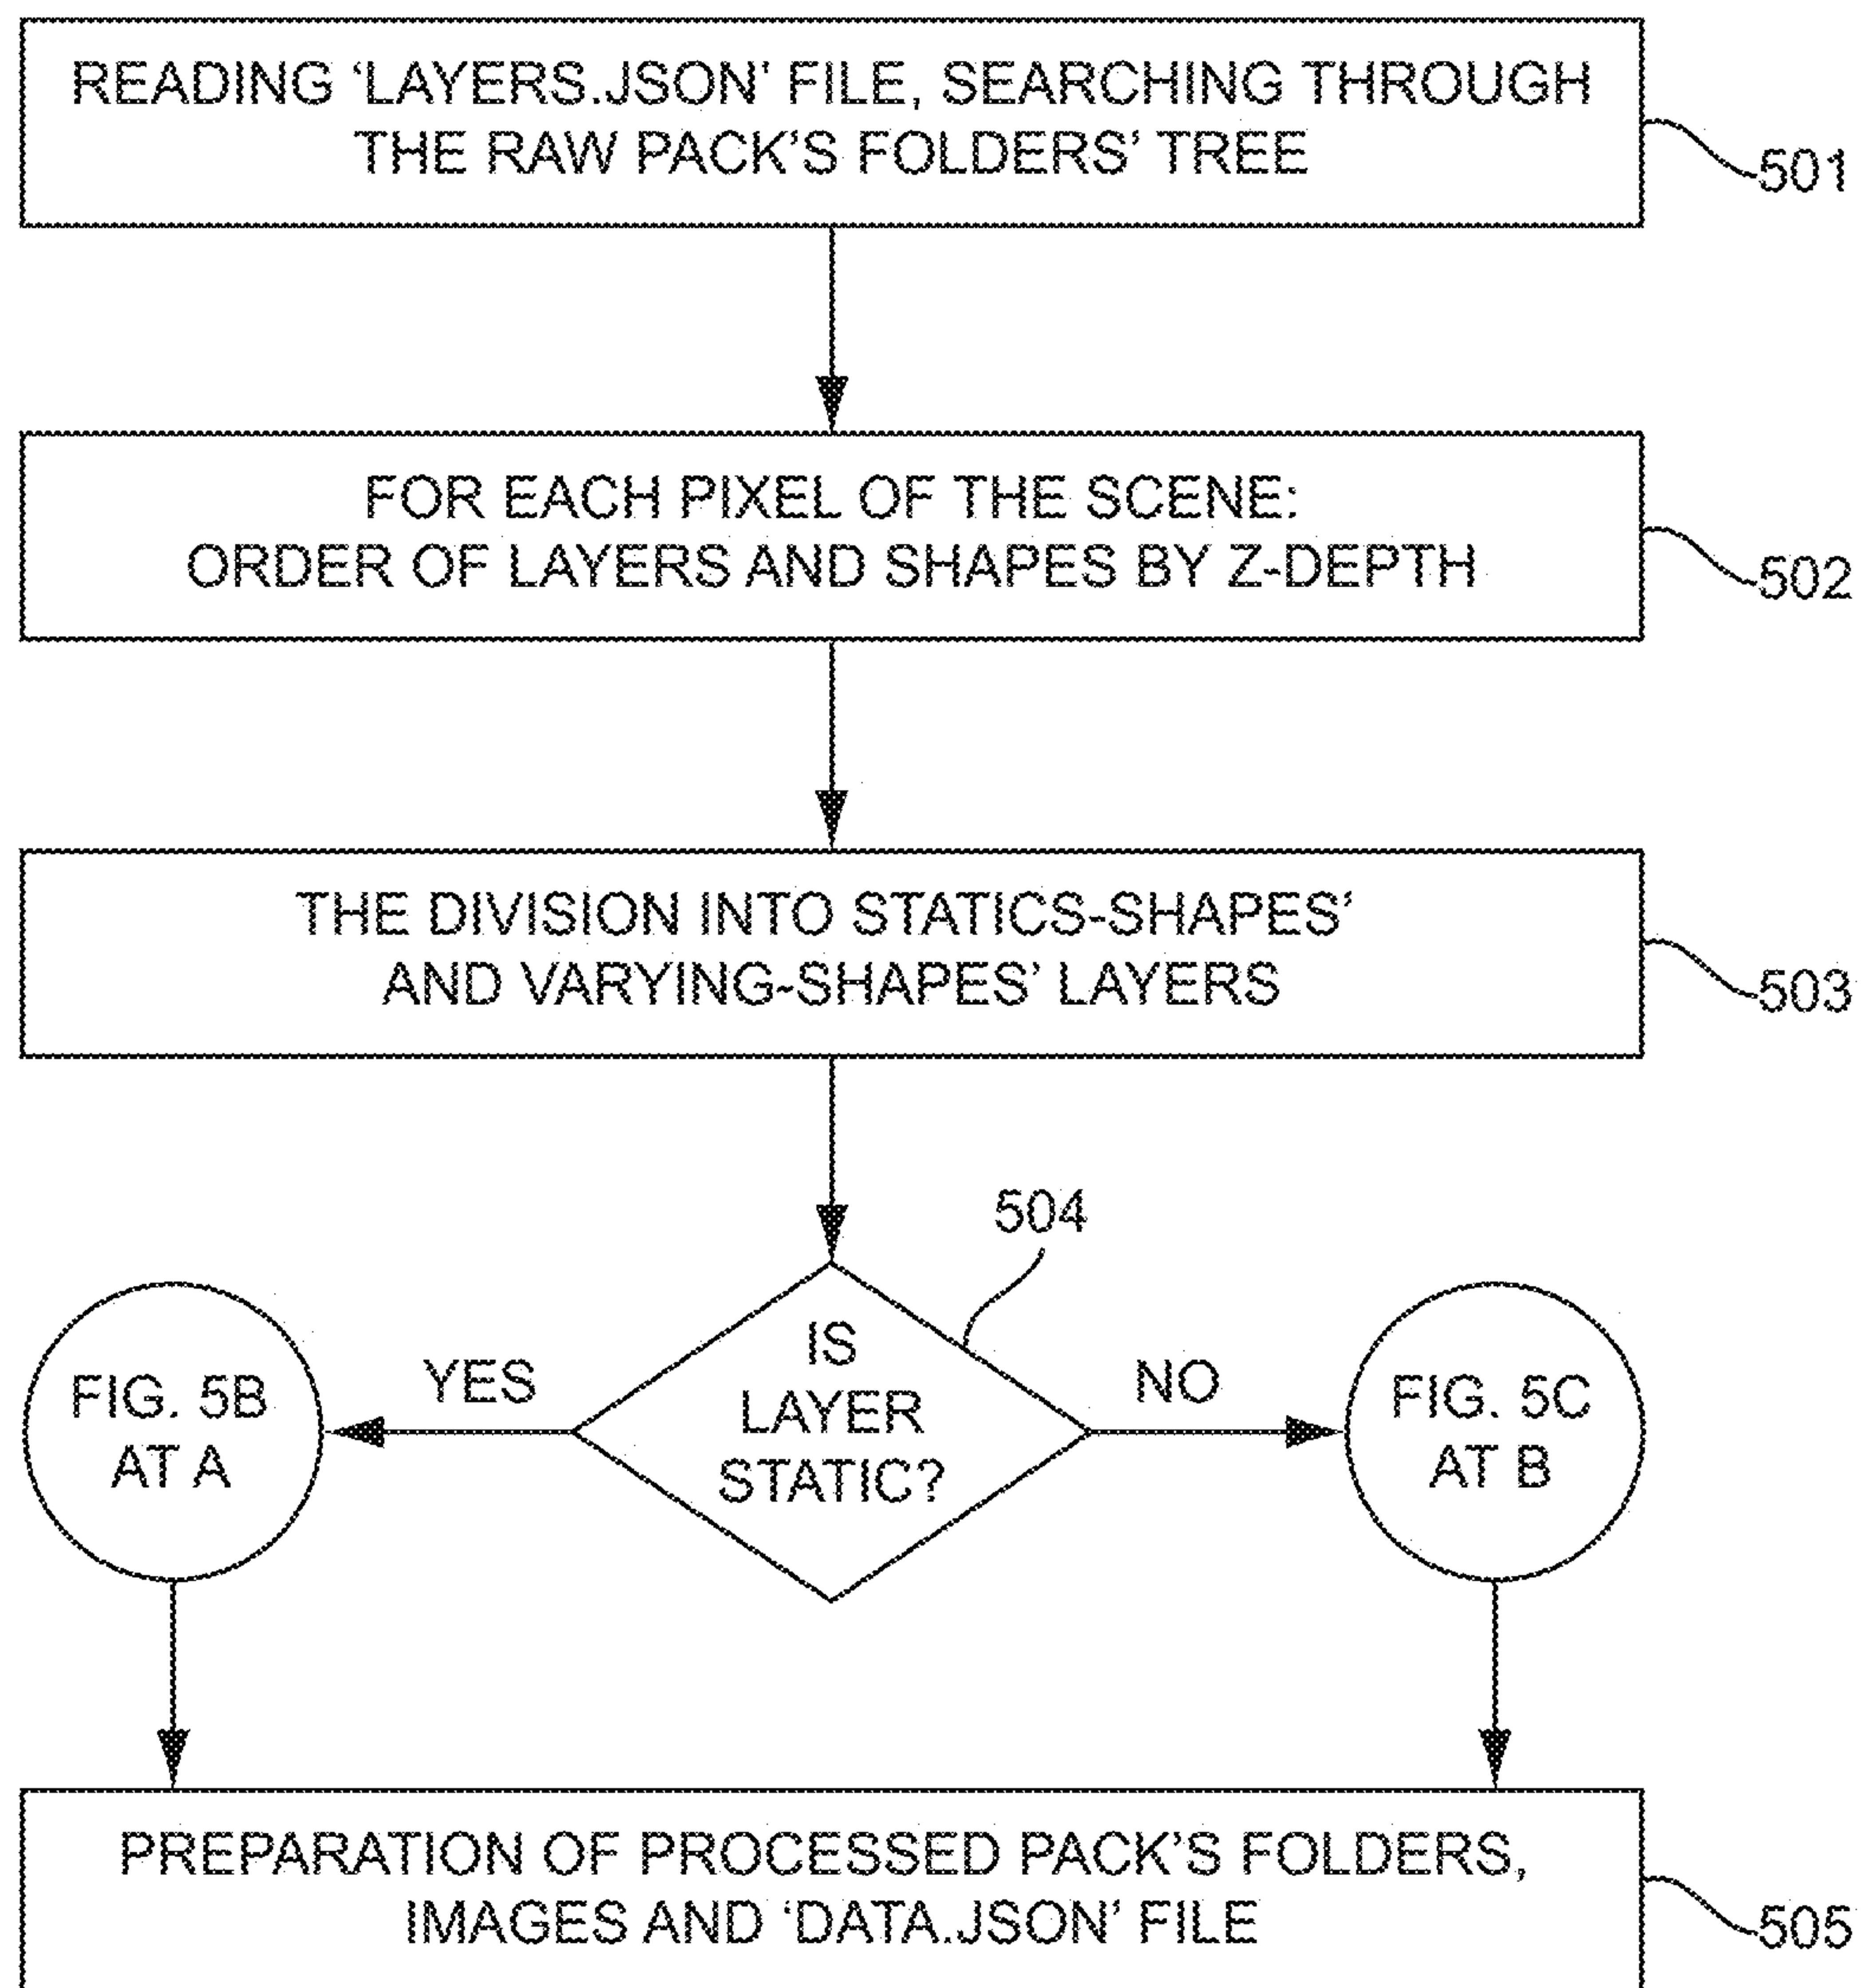 READING ‘LAYERS.JSON’ FILE, SEARCHING THROUGH
THE RAW PACK’S FOLDERS’ TREE
501
FOR EACH PIXEL OF THE SCENE:
ORDER OF LAYERS AND SHAPES BY Z-DEPTH
502
THE DIVISION INTO STATICS-SHAPES’
AND VARYING-SHAPES’ LAYERS
503
504
IS
LAYER
STATIC?
YES
NO
FIG. 5B
AT A
FIG. 5C
AT B
PREPARATION OF PROCESSED PACK’S FOLDERS,
IMAGES AND ‘DATA.JSON’ FILE
505